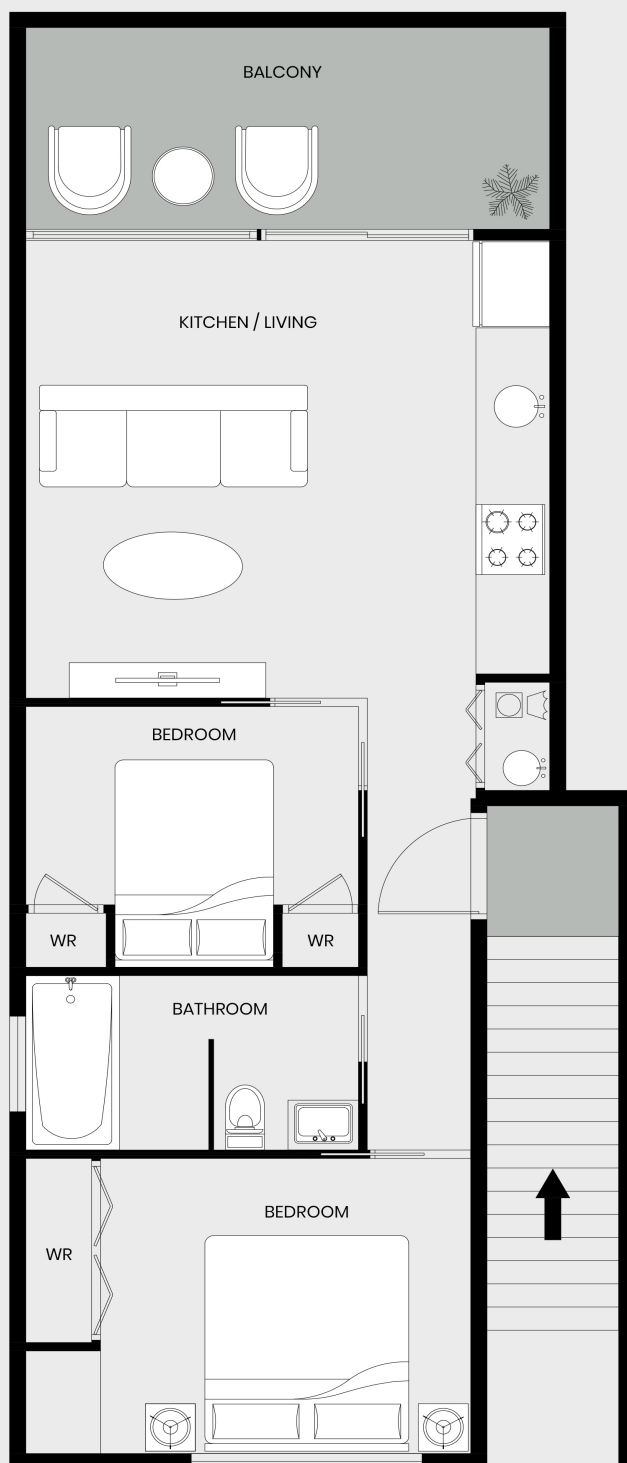 BALCONY
KITCHEN / LIVING
BEDROOM
WR
WR
BATHROOM
BEDROOM
WR